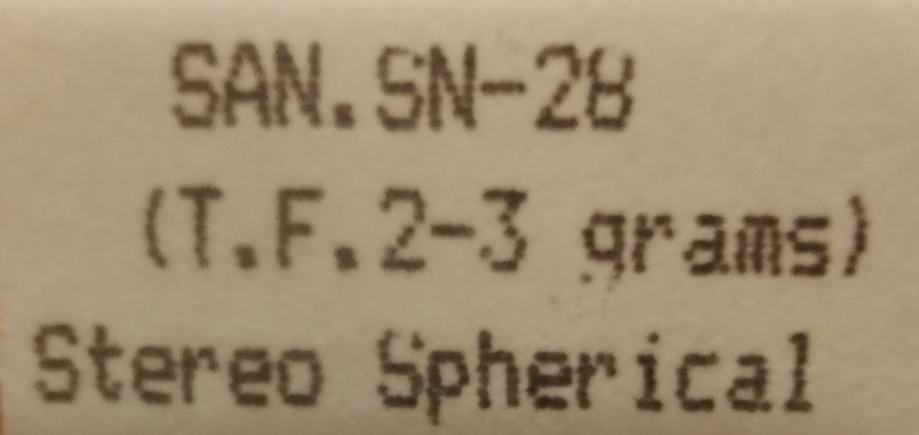 SAN.SN-28
(T.F.2-3 grams)
Stereo Spherical